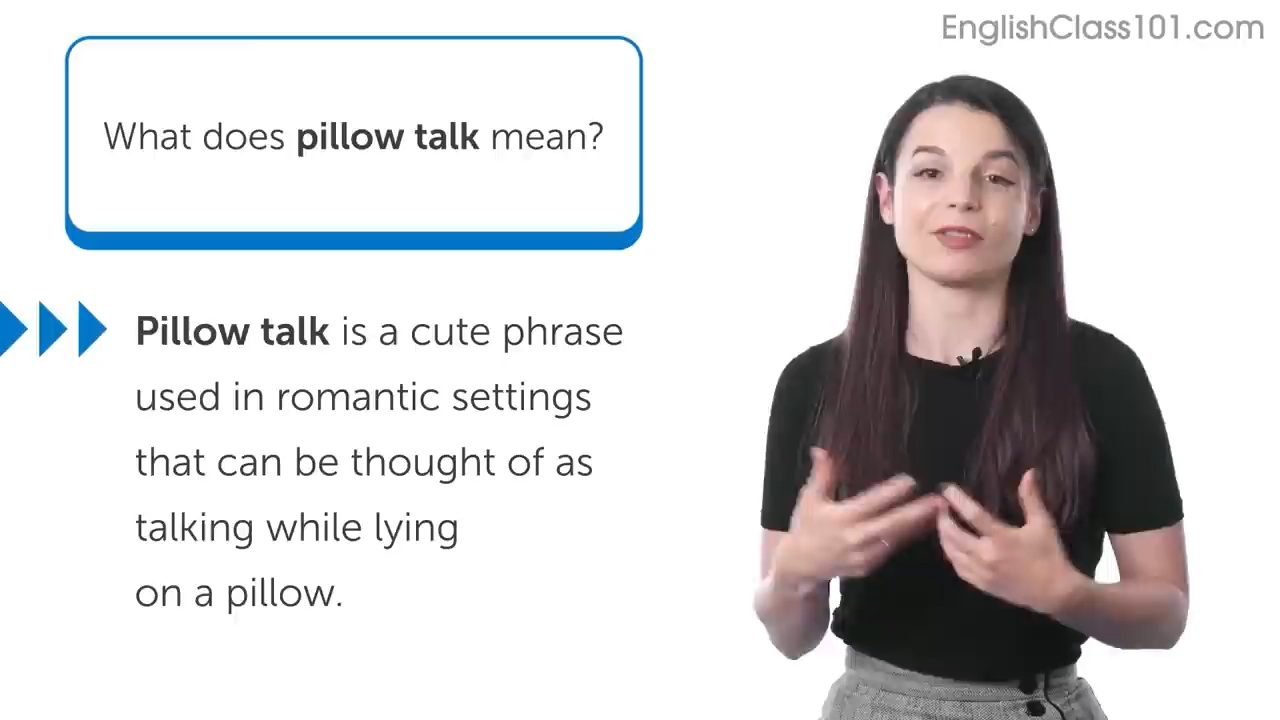 EnglishClass101.com
What does pillow talk mean?
Pillow talk is a cute phrase
used in romantic settings
that can be thought of as
talking while lying
on a pillow.